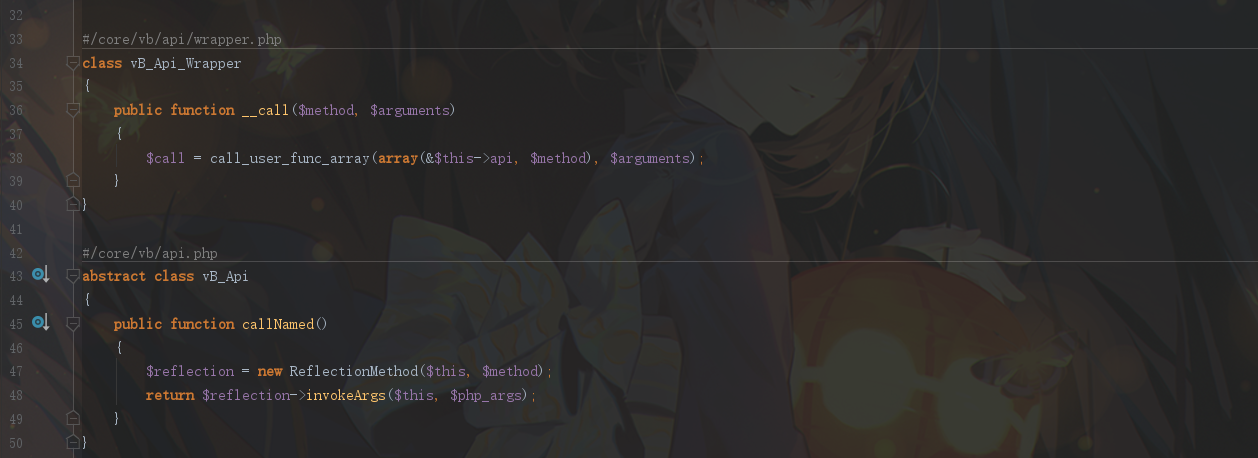 32
33 #/core/vb/api/wrapper.php
34 class vB_Api_Wrapper
35 {
36 public function __call($method, $arguments)
37 {
38 $call = call_user_func_array(array(&$this->api, $method), $arguments);
39 }
40 }
41
42 #/core/vb/api.php
43 abstract class vB_Api
44 {
45 public function callNamed()
46 {
47 $reflection = new ReflectionMethod($this, $method);
48 return $reflection->invokeArgs($this, $php_args);
49 }
50 }